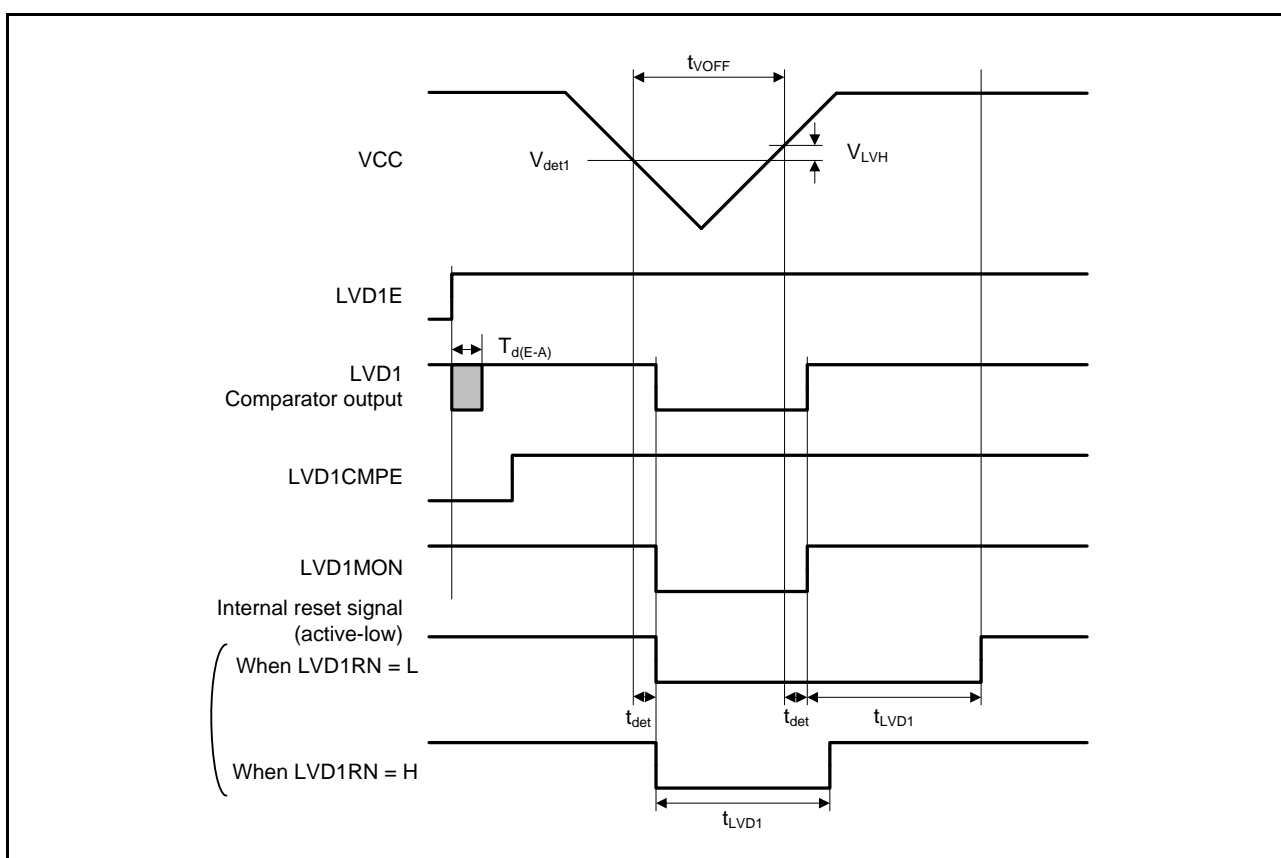 tVOFF
VCC
Vdet1
VLVH
LVD1E
Td(E-A)
LVD1
Comparator output
LVD1CMPE
LVD1MON
Internal reset signal
(active-low)
When LVD1RN = L
tdet
tdet
tLVD1
When LVD1RN = H
tLVD1